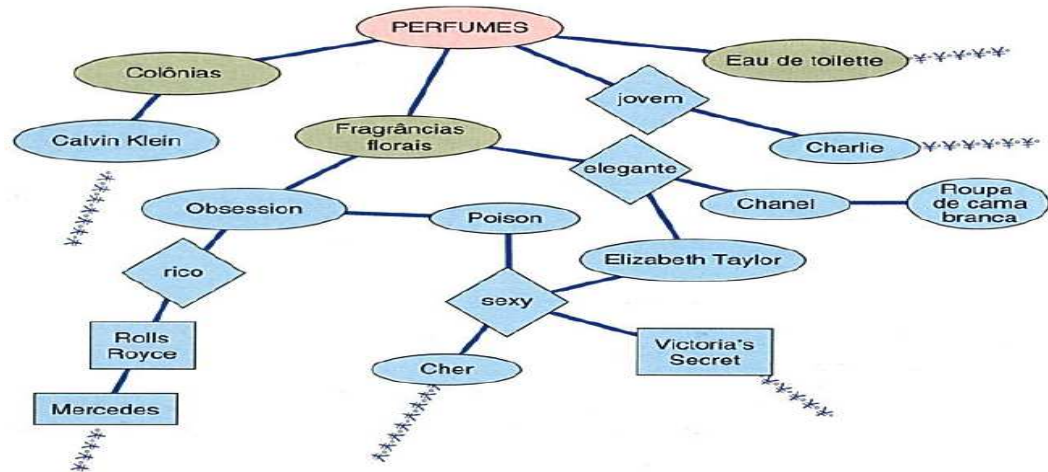 PERFUMES
Eau de toilette
Colônias
jovem
Calvin Klein
Fragrâncias
florais
Charlie
elegante
Obsession
Poison
Chanel
Roupa
de cama
branca
rico
Elizabeth Taylor
sexy
Rolls
Royce
Cher
Victoria's
Secret
Mercedes